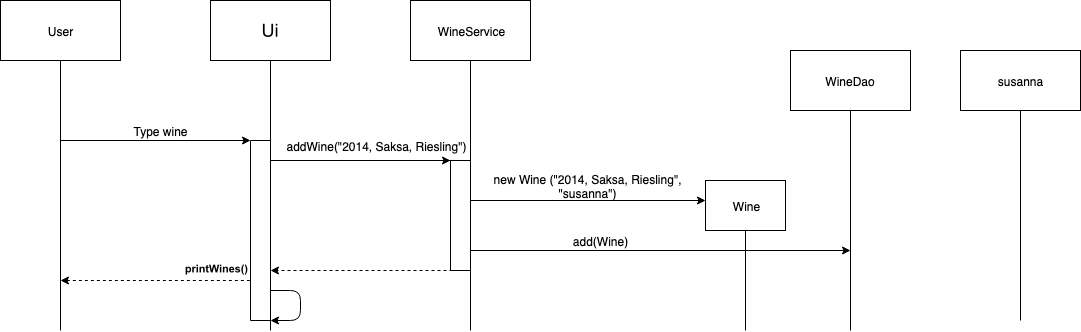 User
Ui
WineService
WineDao
susanna
Type wine
addWine("2014, Saksa, Riesling")
new Wine ("2014, Saksa, Riesling",
"susanna")
Wine
add(Wine)
printWines()